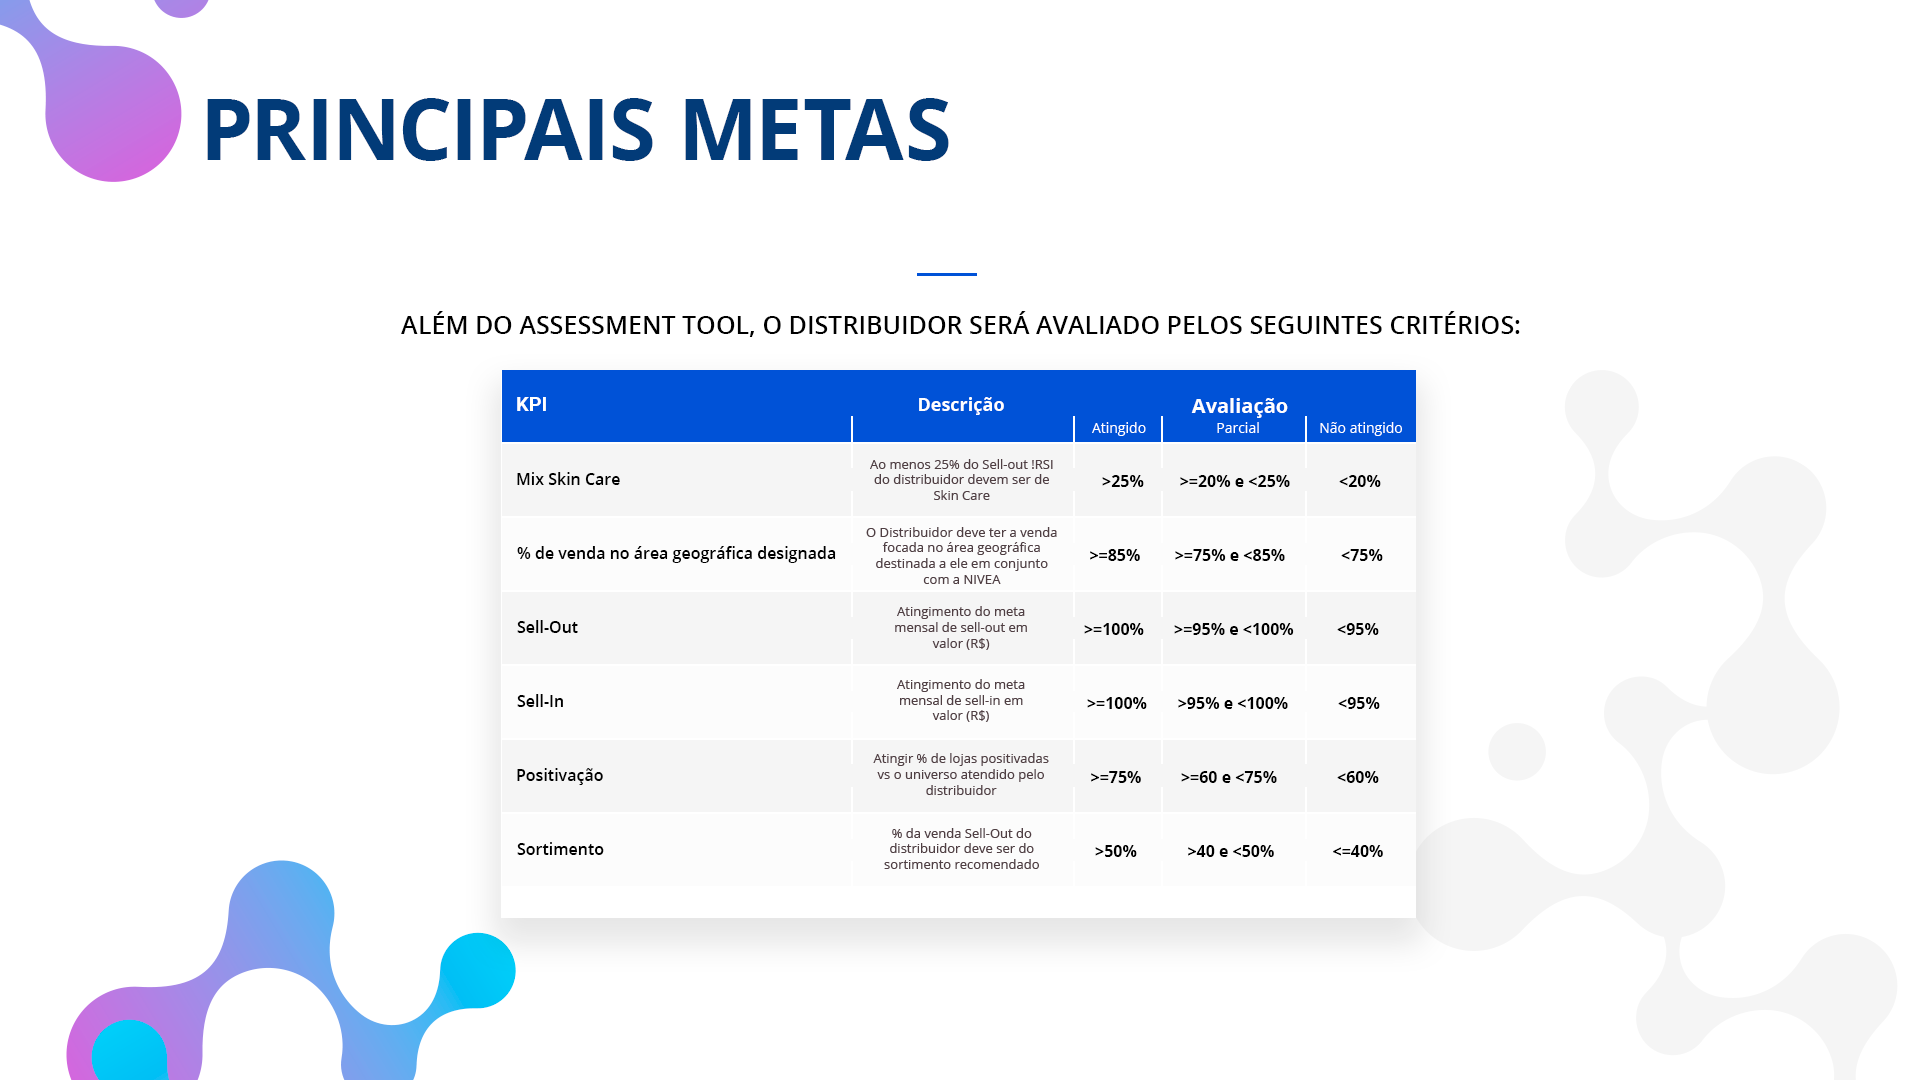 PRINCIPAIS METAS
ALÉM DO ASSESSMENT TOOL, O DISTRIBUIDOR SERÁ AVALIADO PELOS SEGUINTES CRITÉRIOS:
KPI
Descrição
Avaliação
Atingido
Parcial
Não atingido
Mix Skin Care
Ao menos 25% do Sell-out !RSI
do distribuidor devem ser de
Skin Care
>25%
>=20% e <25%
<20%
% de venda no área geográfica designada
O Distribuidor deve ter a venda
focada no área geográfica
destinada a ele em conjunto
com a NIVEA
>=85%
>=75% e <85%
<75%
Sell-Out
Atingimento do meta
mensal de sell-out em
valor (R$)
>=100%
>=95% e <100%
<95%
Sell-In
Atingimento do meta
mensal de sell-in em
valor (R$)
>=100%
>95% e <100%
<95%
Positivação
Atingir % de lojas positivadas
vs o universo atendido pelo
distribuidor
>=75%
>=60 e <75%
<60%
Sortimento
% da venda Sell-Out do
distribuidor deve ser do
sortimento recomendado
>50%
>40 e <50%
<=40%